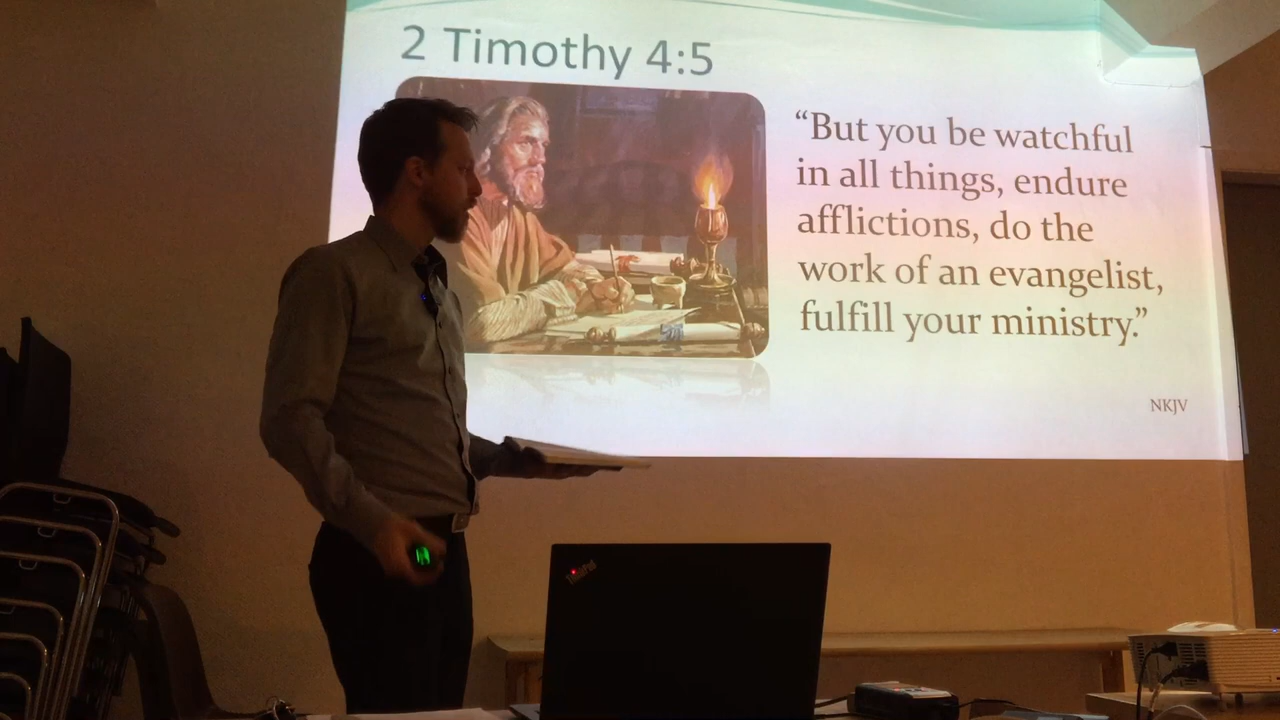 2 Timothy 4:5
“But you be watchful
in all things, endure
afflictions, do the
work of an evangelist,
fulfill your ministry.”
NKJV
ThinkPad